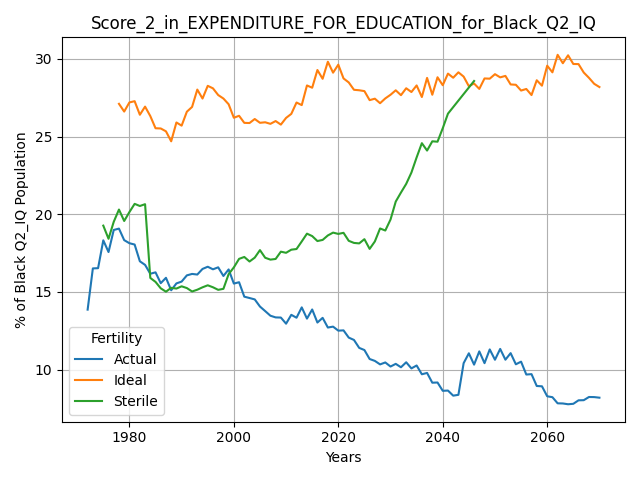 Score_2_in_EXPENDITURE_FOR_EDUCATION_for_Black_Q2_IQ
% of Black Q2_IQ Population
30
25
20
15
10
Fertility
Actual
Ideal
Sterile
1980
2000
2020
2040
2060
Years